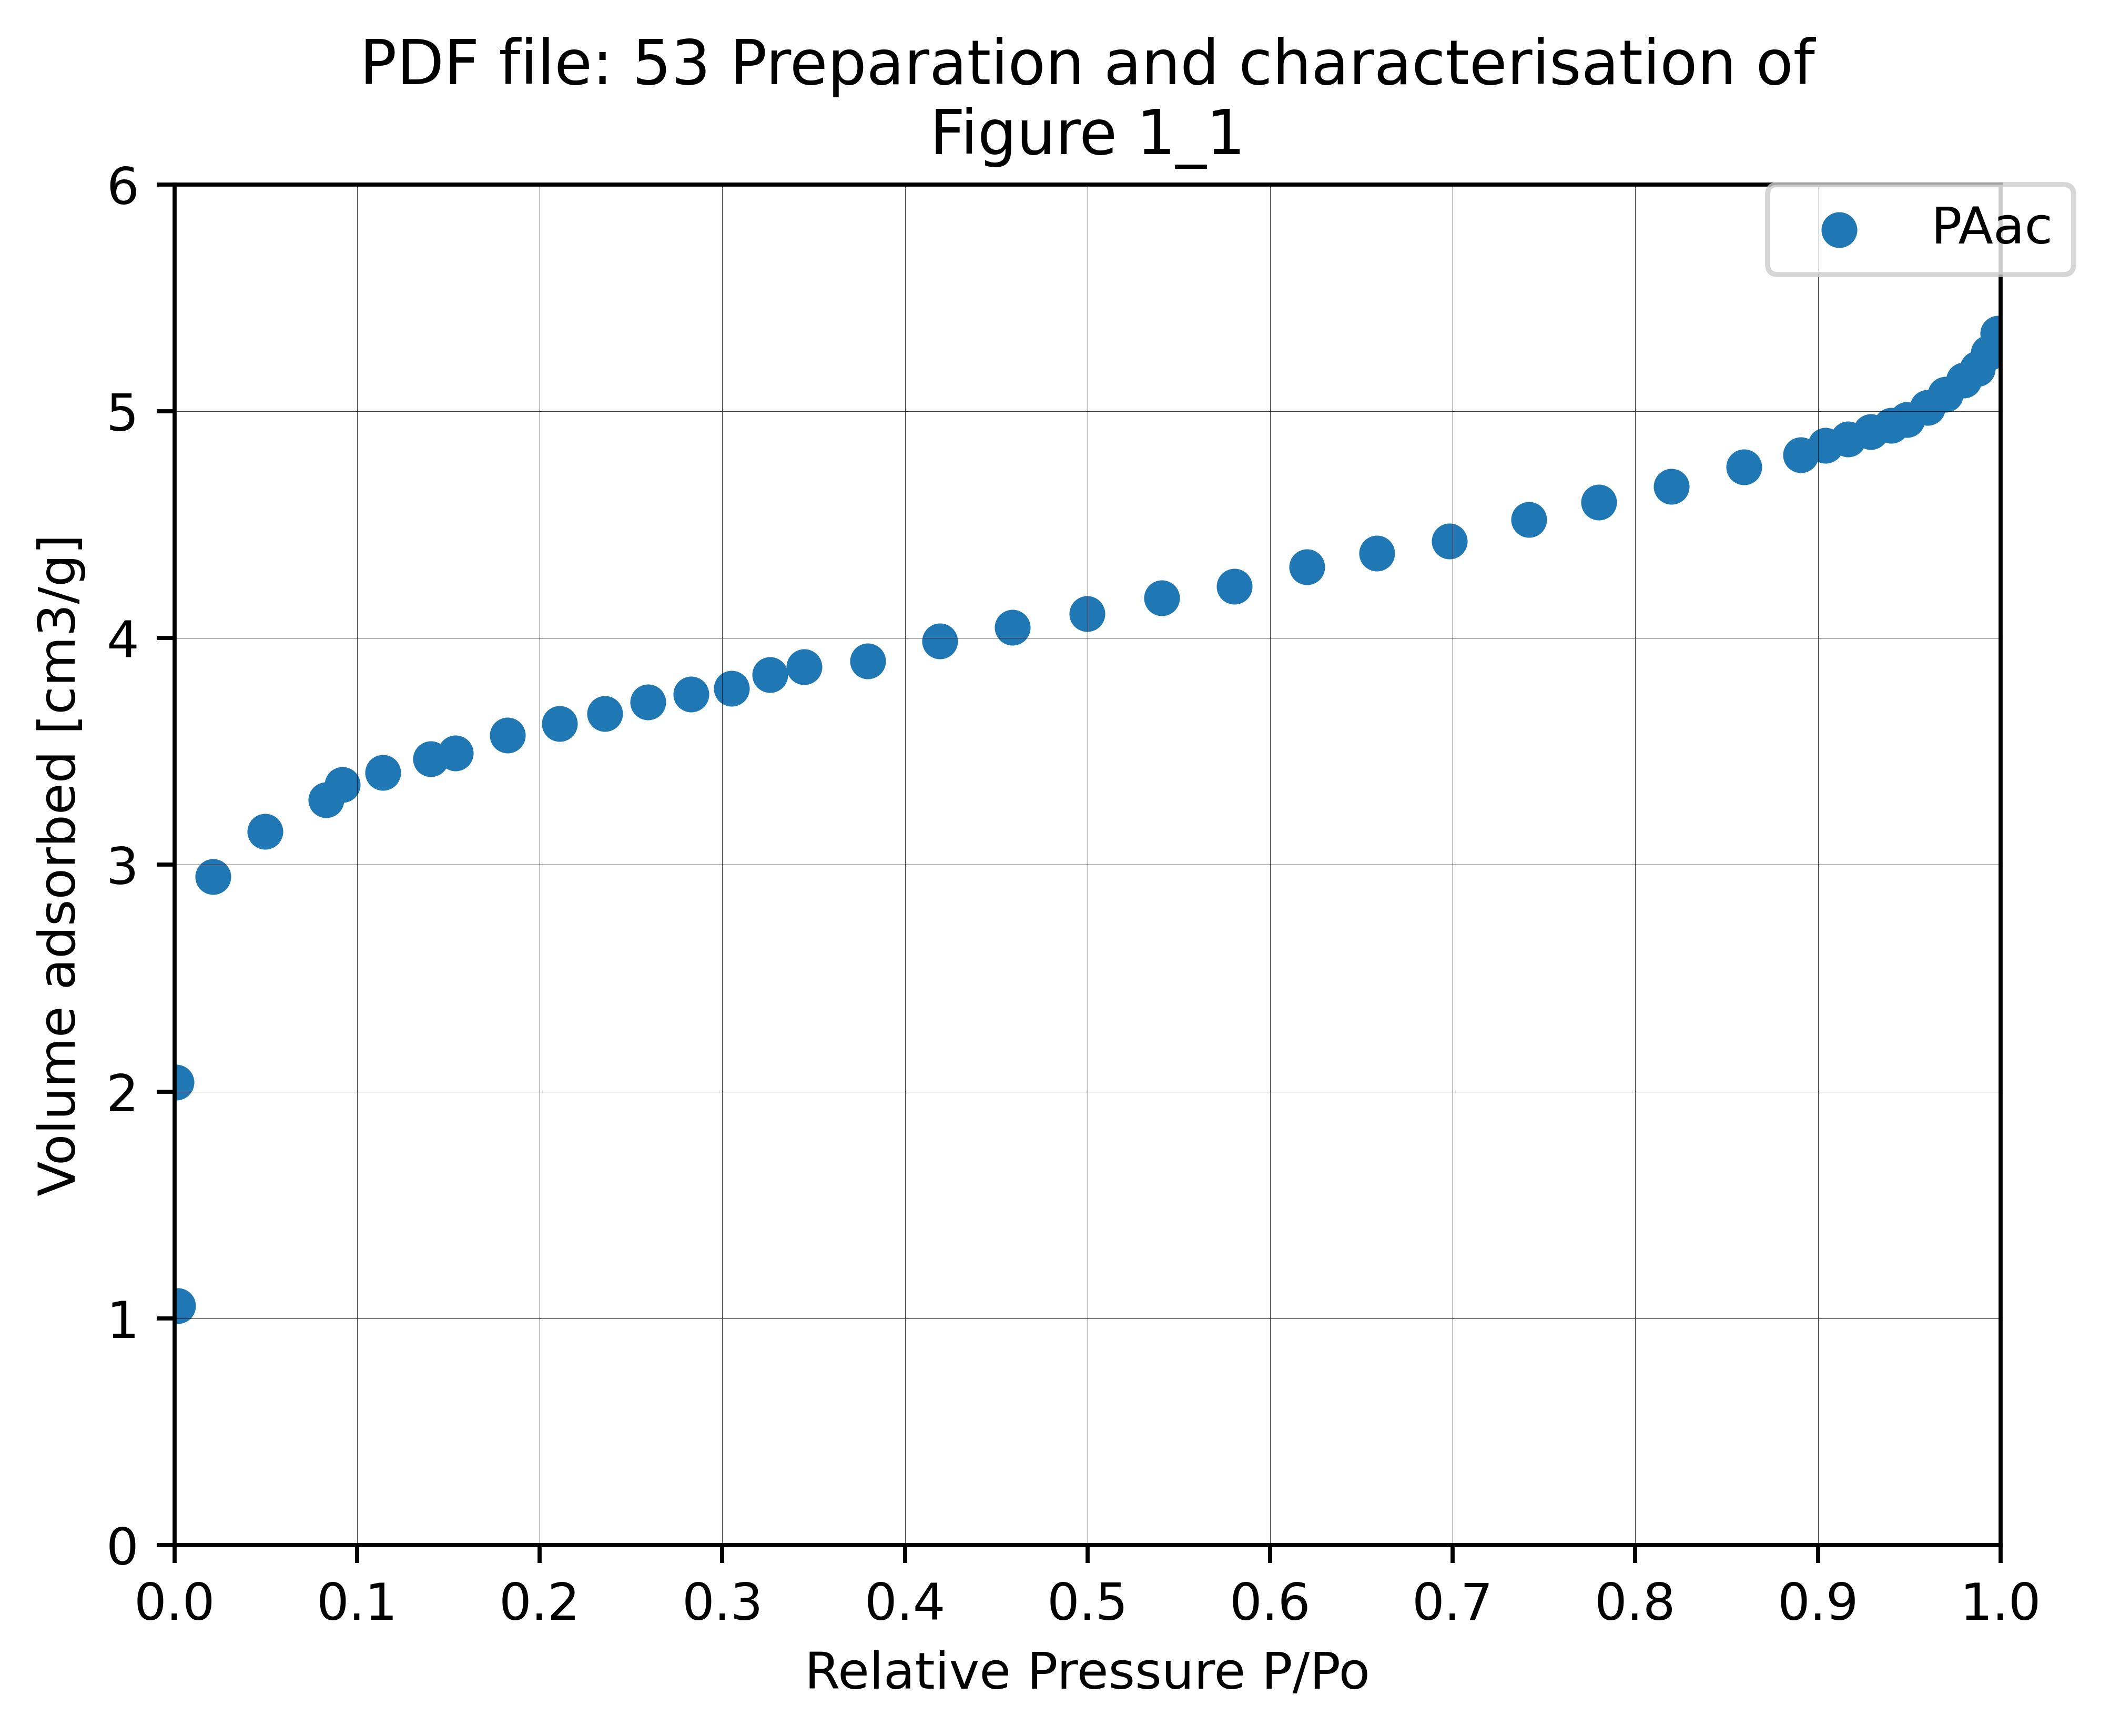 PDF file: 53 Preparation and characterisation of
Figure 1_1
PAac
Volume adsorbed [cm3/g]
6
5
4
3
2
1
0
0.0 0.1 0.2 0.3 0.4 0.5 0.6 0.7 0.8 0.9 1.0
Relative Pressure P/Po